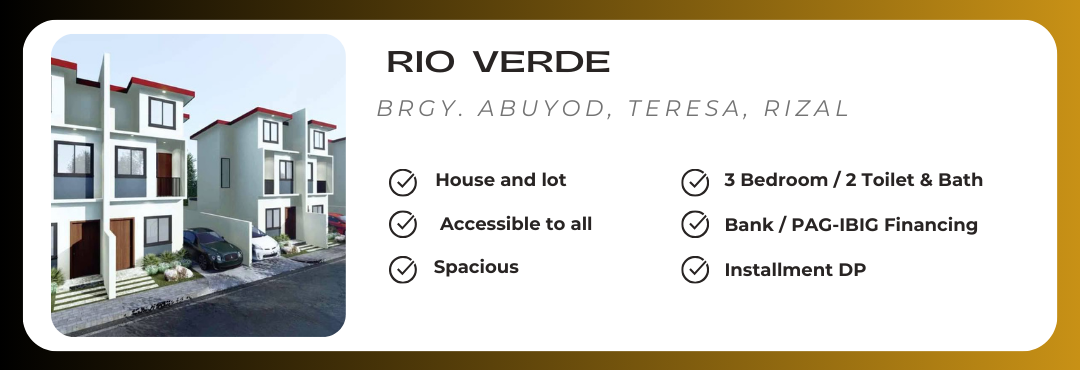 RIO VERDE
BRGY. ABUYOD, TERESA, RIZAL
House and lot
Accessible to all
Spacious
3 Bedroom / 2 Toilet & Bath
Bank / PAG-IBIG Financing
Installment DP